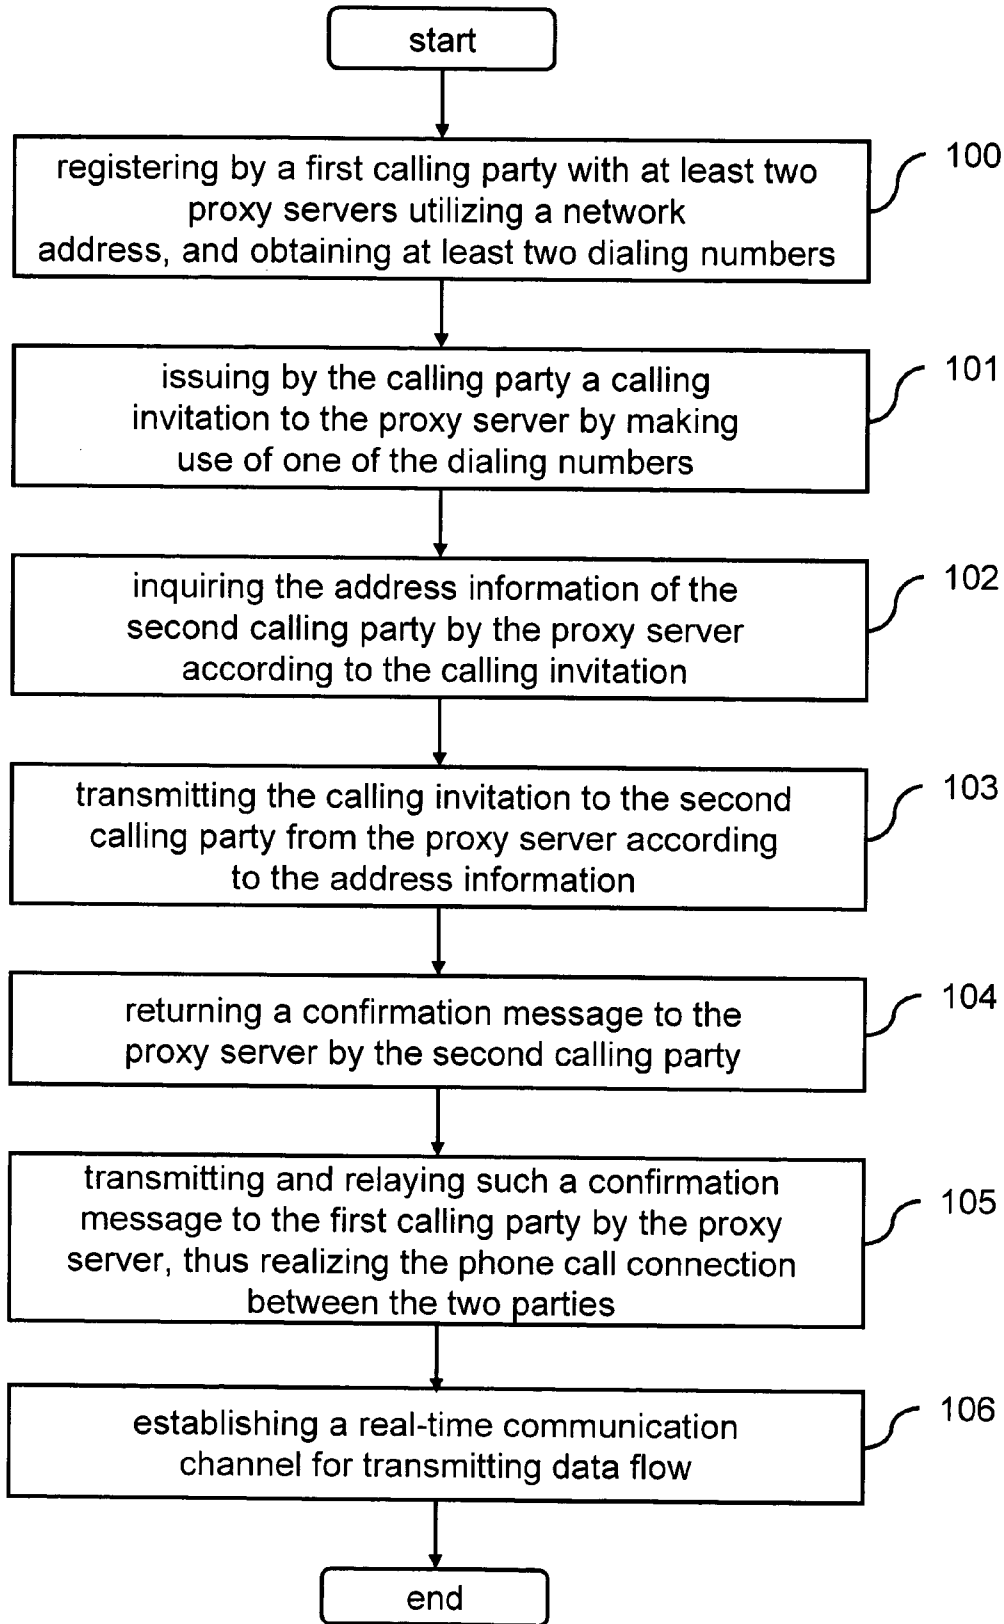 start
registering by a first calling party with at least two
proxy servers utilizing a network
address, and obtaining at least two dialing numbers
100
issuing by the calling party a calling
invitation to the proxy server by making
use of one of the dialing numbers
101
inquiring the address information of the
second calling party by the proxy server
according to the calling invitation
102
transmitting the calling invitation to the second
calling party from the proxy server according
to the address information
103
returning a confirmation message to the
proxy server by the second calling party
104
transmitting and relaying such a confirmation
message to the first calling party by the proxy
server, thus realizing the phone call connection
between the two parties
105
establishing a real-time communication
channel for transmitting data flow
106
end